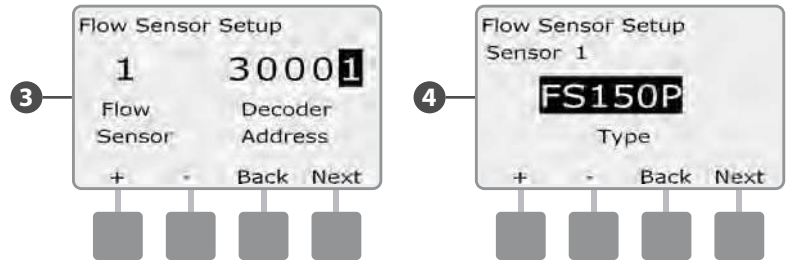 3
Flow Sensor Setup
1 30001
Flow Decoder
Sensor Address
+ - Back Next
4
Flow Sensor Setup
Sensor 1
FS150P
Type
+ - Back Next